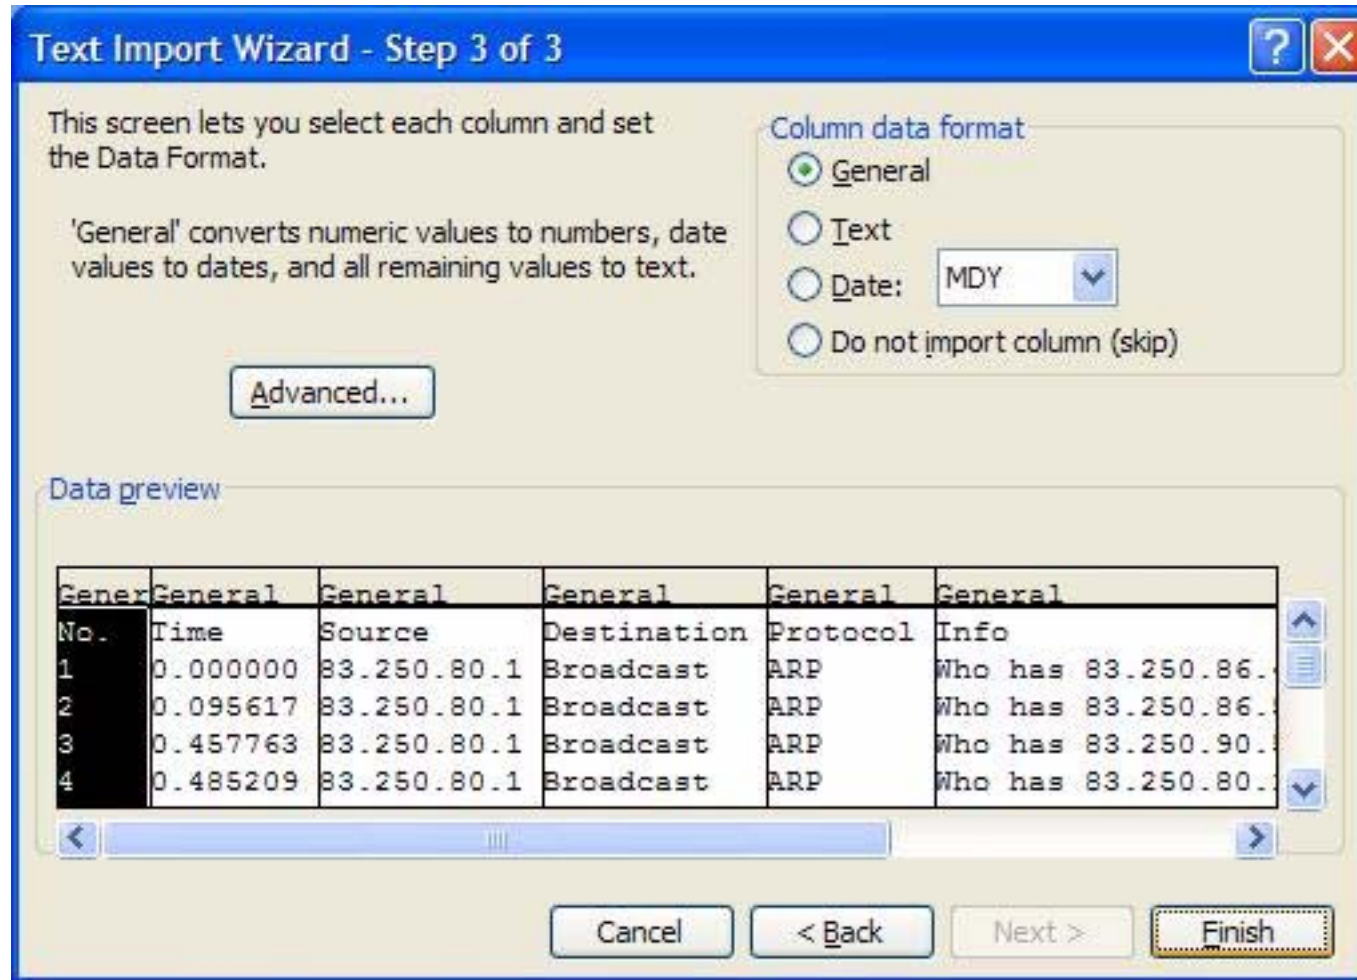 Text Import Wizard - Step 3 of 3
This screen lets you select each column and set
the Data Format.
'General' converts numeric values to numbers, date
values to dates, and all remaining values to text.
Advanced...
Column data format
General
Text
Date: MDY
Do not import column (skip)
Data preview
Gener General General General General General
No. Time Source Destination Protocol Info
1 0.000000 83.250.80.1 Broadcast ARP Who has 83.250.86.
2 0.095617 83.250.80.1 Broadcast ARP Who has 83.250.86.
3 0.457763 83.250.80.1 Broadcast ARP Who has 83.250.90.
4 0.485209 83.250.80.1 Broadcast ARP Who has 83.250.80.
Cancel < Back Next > Finish